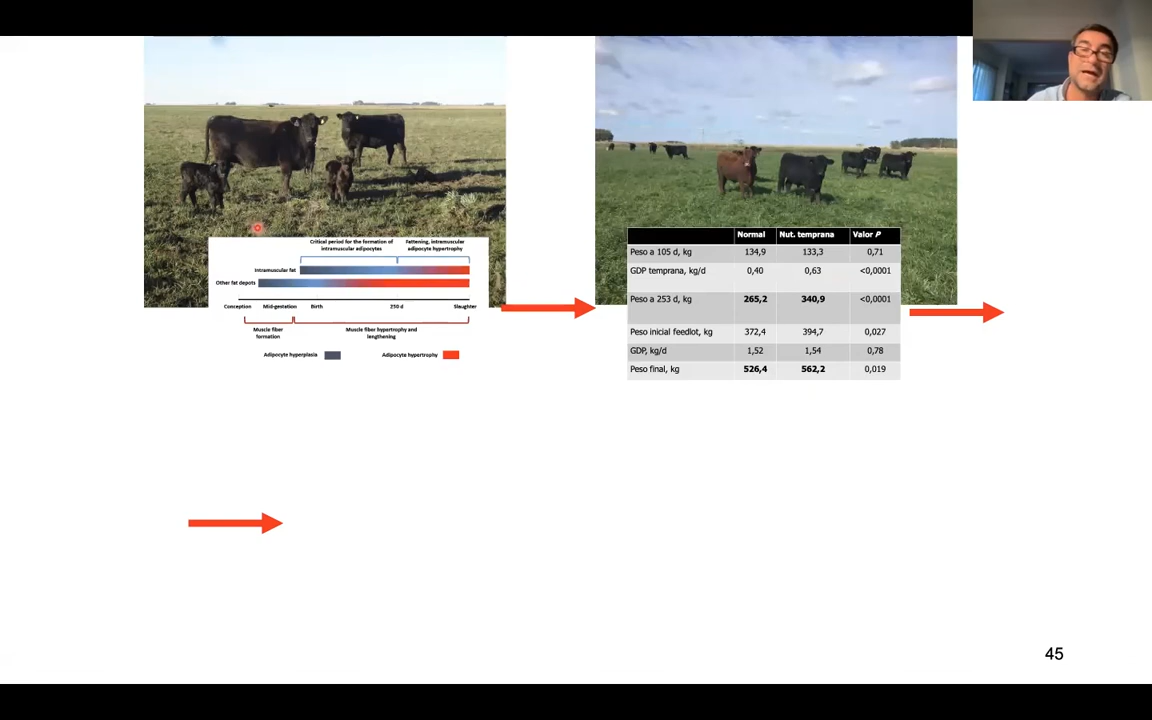 Critical period for the formation of intramuscular adipocytes
Fattening, intramuscular adipocyte hypertrophy
Intramuscular fat
Other fat depots
Conception Mid-gestation Birth 250 d Slaughter
Muscle fiber formation
Muscle fiber hypertrophy and lengthening
Adipocyte hyperplasia
Adipocyte hypertrophy
Normal Nut. temprana Valor P
Peso a 105 d, kg 134,9 133,3 0,71
GDP temprana, kg/d 0,40 0,63 <0,0001
Peso a 253 d, kg 265,2 340,9 <0,0001
Peso inicial feedlot, kg 372,4 394,7 0,027
GDP, kg/d 1,52 1,54 0,78
Peso final, kg 526,4 562,2 0,019
45